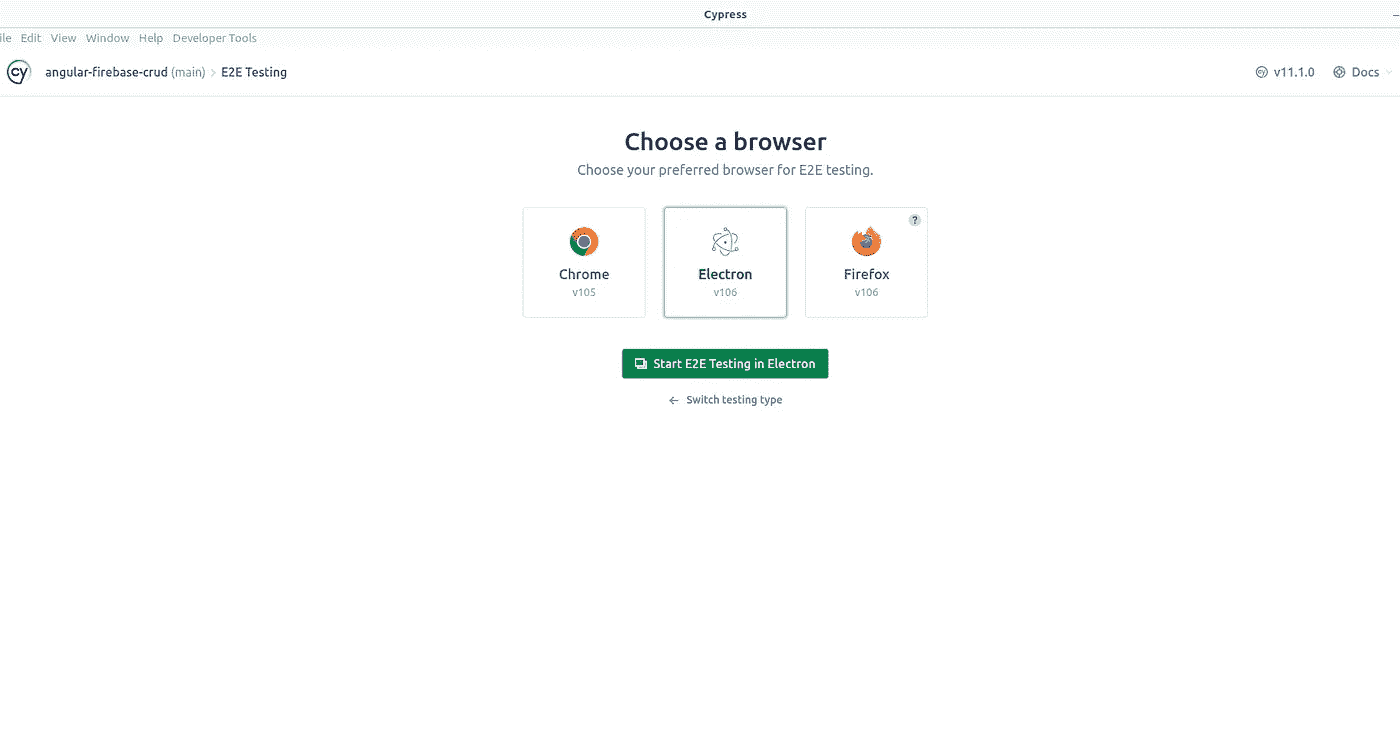 Cypress
ile Edit View Window Help Developer Tools
cy angular-firebase-crud (main) > E2E Testing v11.1.0 Docs
Choose a browser
Choose your preferred browser for E2E testing.
?
Chrome Electron Firefox
v105 v106 v106
Start E2E Testing in Electron
← Switch testing type